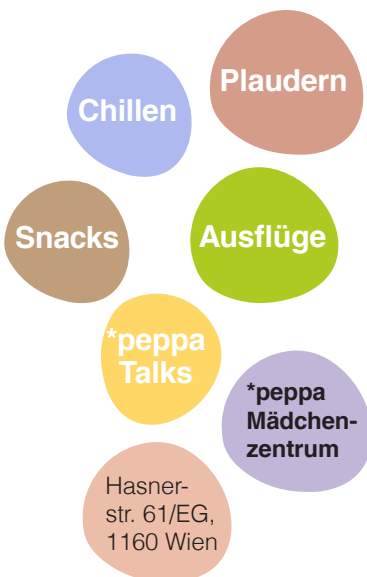 Plaudern
Chillen
Snacks
Ausflüge
*peppa
Talks
*peppa
Mädchen-
zentrum
Hasner-
str. 61/EG,
1160 Wien